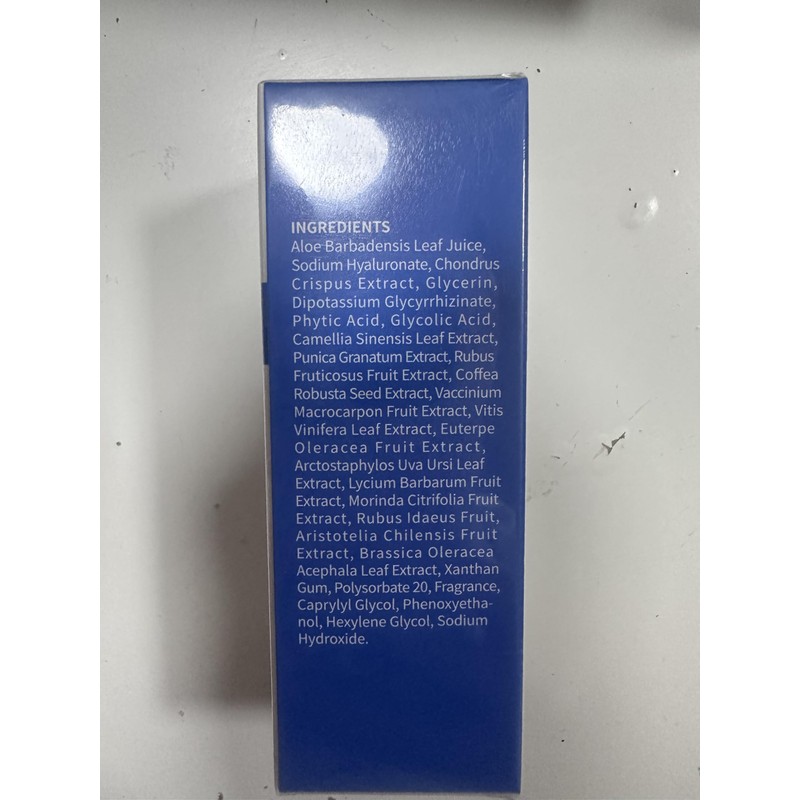 INGREDIENTS
Aloe Barbadensis Leaf Juice,
Sodium Hyaluronate, Chondrus
Crispus Extract, Glycerin,
Dipotassium Glycyrrhizinate,
Phytic Acid, Glycolic Acid,
Camellia Sinensis Leaf Extract,
Punica Granatum Extract, Rubus
Fruticosus Fruit Extract, Coffea
Robusta Seed Extract, Vaccinium
Macrocarpon Fruit Extract, Vitis
Vinifera Leaf Extract, Euterpe
Oleracea Fruit Extract,
Arctostaphylos Uva Ursi Leaf
Extract, Lycium Barbarum Fruit
Extract, Morinda Citrifolia Fruit
Extract, Rubus Idaeus Fruit,
Aristotelia Chilensis Fruit
Extract, Brassica Oleracea
Acephala Leaf Extract, Xanthan
Gum, Polysorbate 20, Fragrance,
Caprylyl Glycol, Phenoxyetha-
nol, Hexylene Glycol, Sodium
Hydroxide.